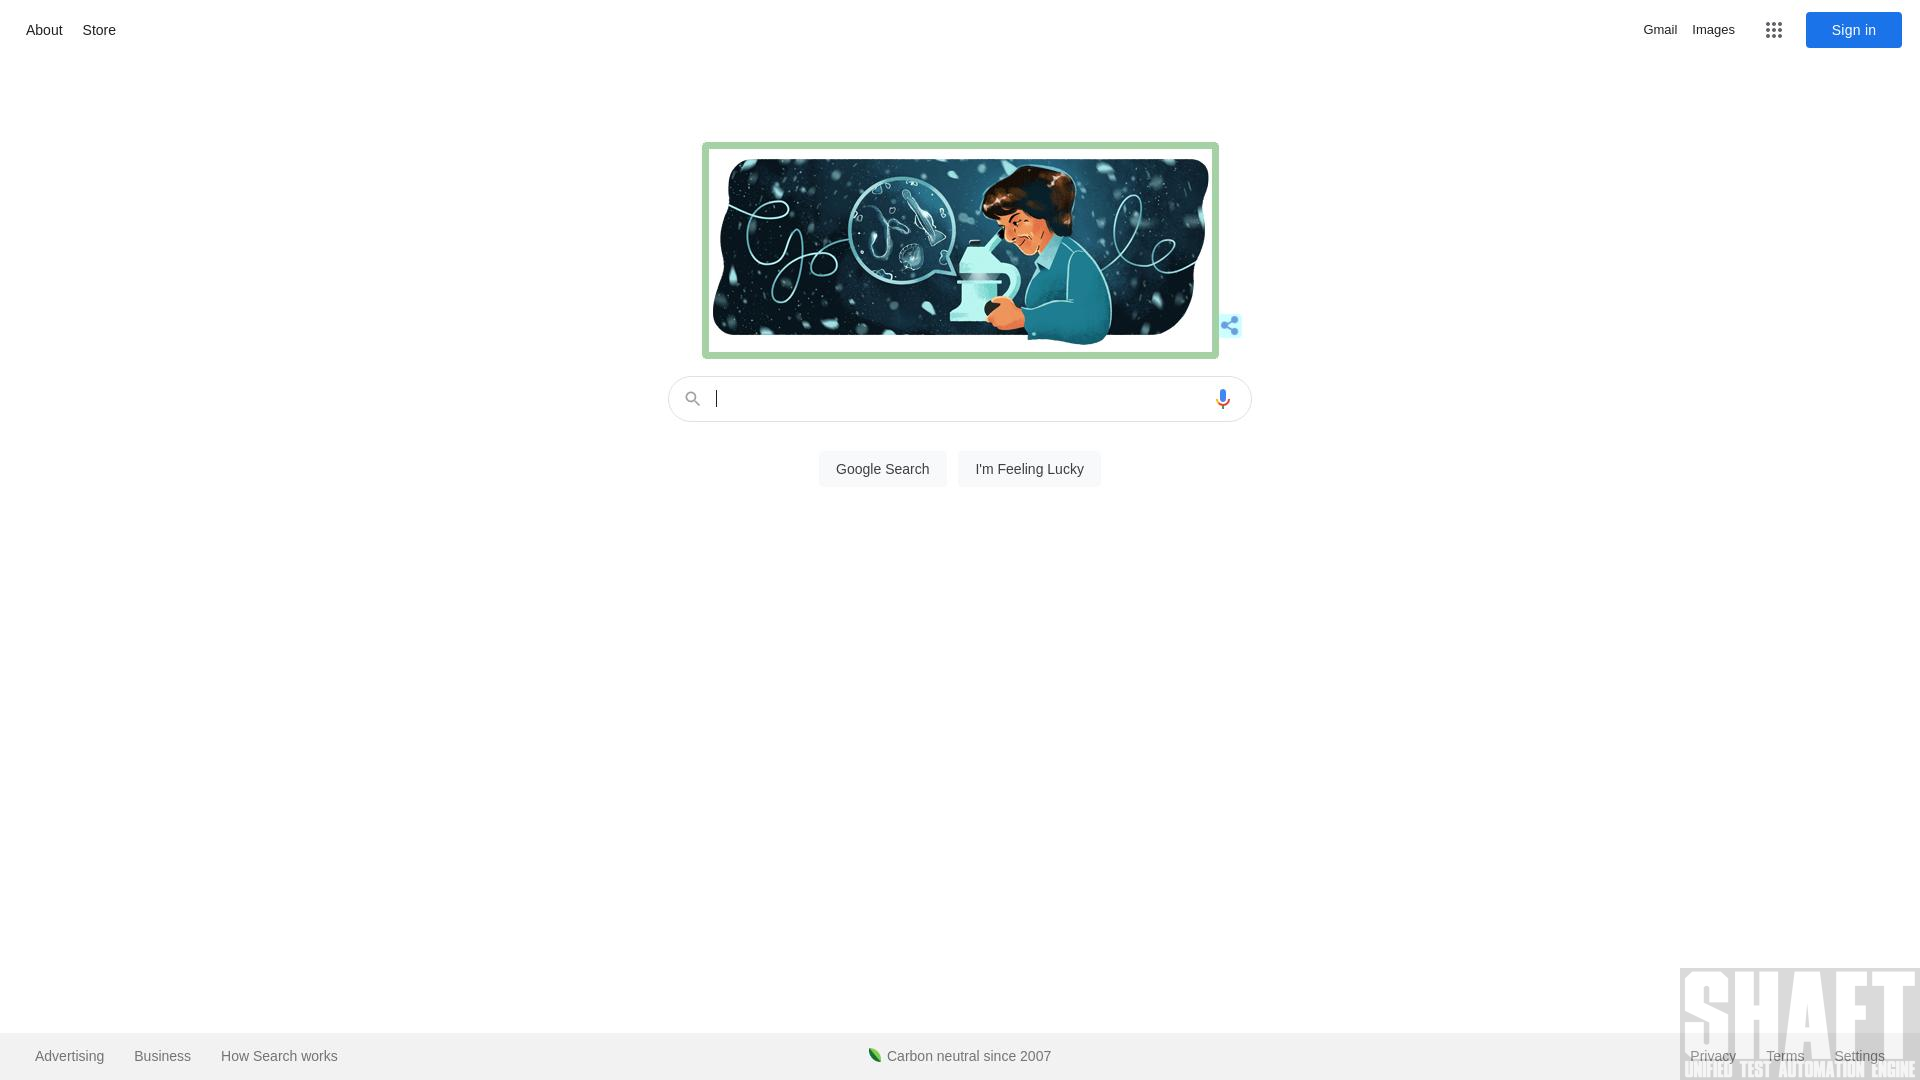 About Store
Gmail Images Sign in
Google Search I'm Feeling Lucky
Advertising Business How Search works
Carbon neutral since 2007
Privacy Terms Settings
SHAFT
UNIFIED TEST AUTOMATION ENGINE